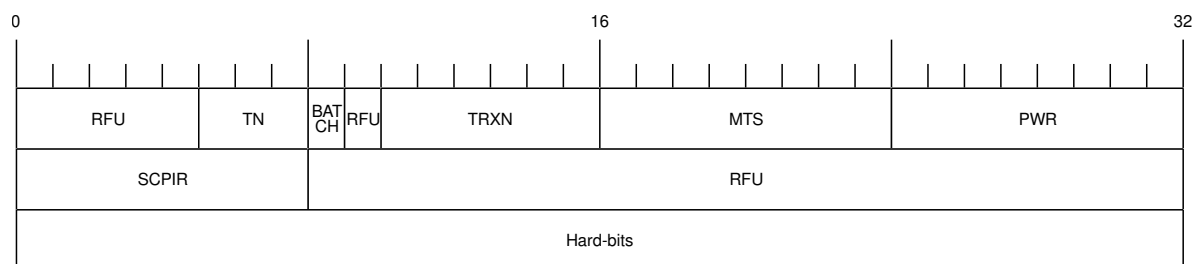 0 16 32
RFU TN BAT CH RFU TRXN MTS PWR
SCPIR RFU
Hard-bits